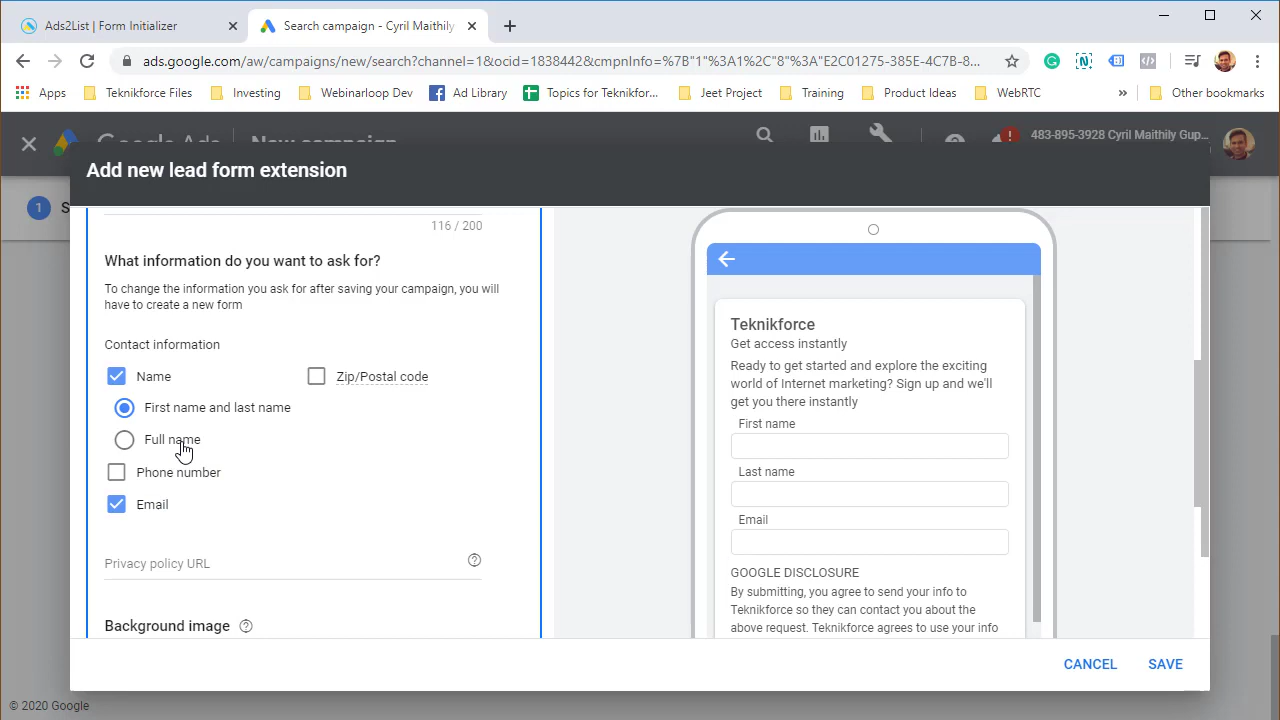 Ads2List | Form Initializer
Search campaign - Cyril Maithily
ads.google.com/aw/campaigns/new/search?channel=1&ocid=1838442&cmpnInfo=%7B"1"%3A1%2C"8"%3A"E2C01275-385E-4C7B3...
Apps
Teknikforce Files
Investing
Webinarloop Dev
Ad Library
Topics for Teknikfor...
Jeet Project
Training
Product Ideas
WebRTC
»
Other bookmarks
Google Ads
New campaign
483-895-3928 Cyril Maithily Gup...
Add new lead form extension
1
S
116 / 200
What information do you want to ask for?
To change the information you ask for after saving your campaign, you will
have to create a new form
Contact information
Name
Zip/Postal code
First name and last name
Full name
Phone number
Email
Privacy policy URL
Background image
Teknikforce
Get access instantly
Ready to get started and explore the exciting
world of Internet marketing? Sign up and we'll
get you there instantly
First name
Last name
Email
GOOGLE DISCLOSURE
By submitting, you agree to send your info to
Teknikforce so they can contact you about the
above request. Teknikforce agrees to use your info
CANCEL
SAVE
© 2020 Google